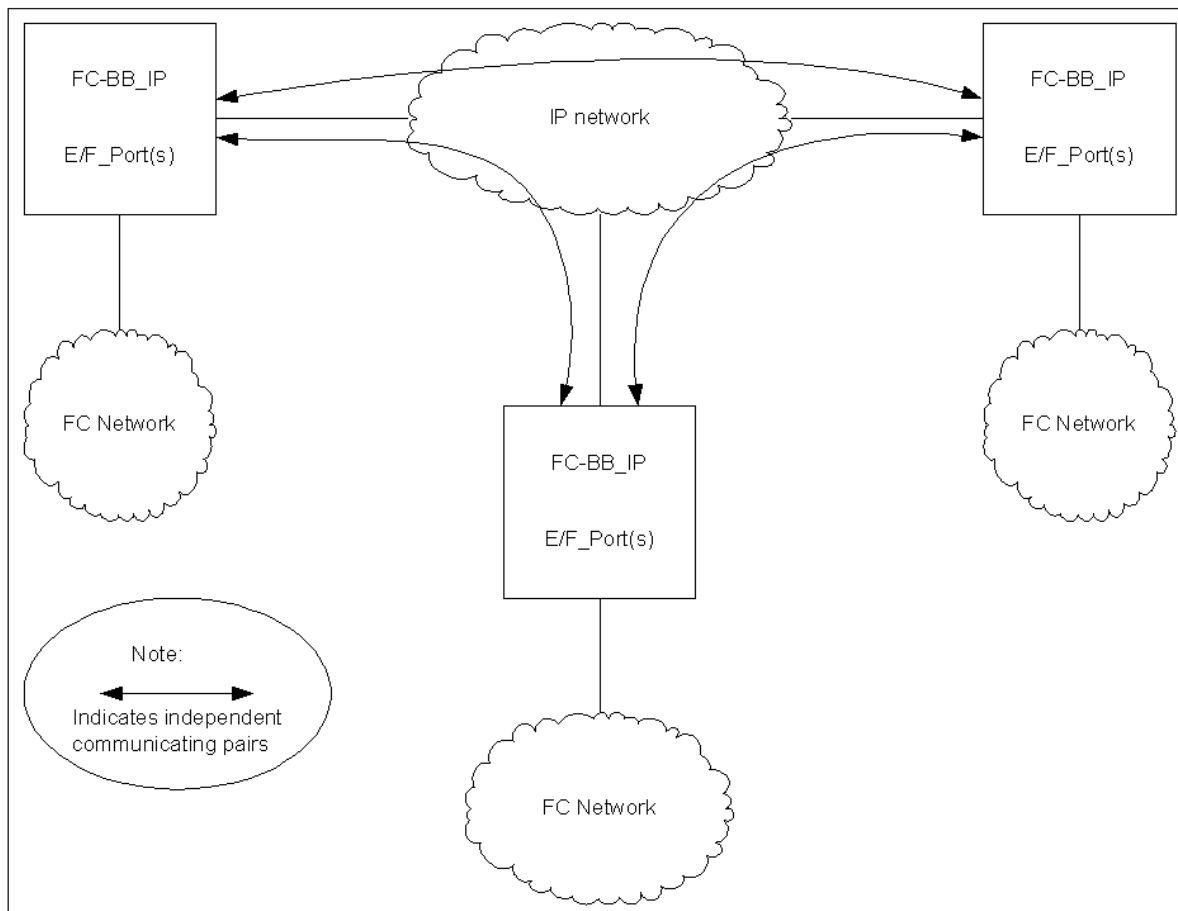 FC-BB_IP
E/F_Port(s)
IP network
FC-BB_IP
E/F_Port(s)
FC Network
FC Network
FC-BB_IP
E/F_Port(s)
Note:
Indicates independent
communicating pairs
FC Network